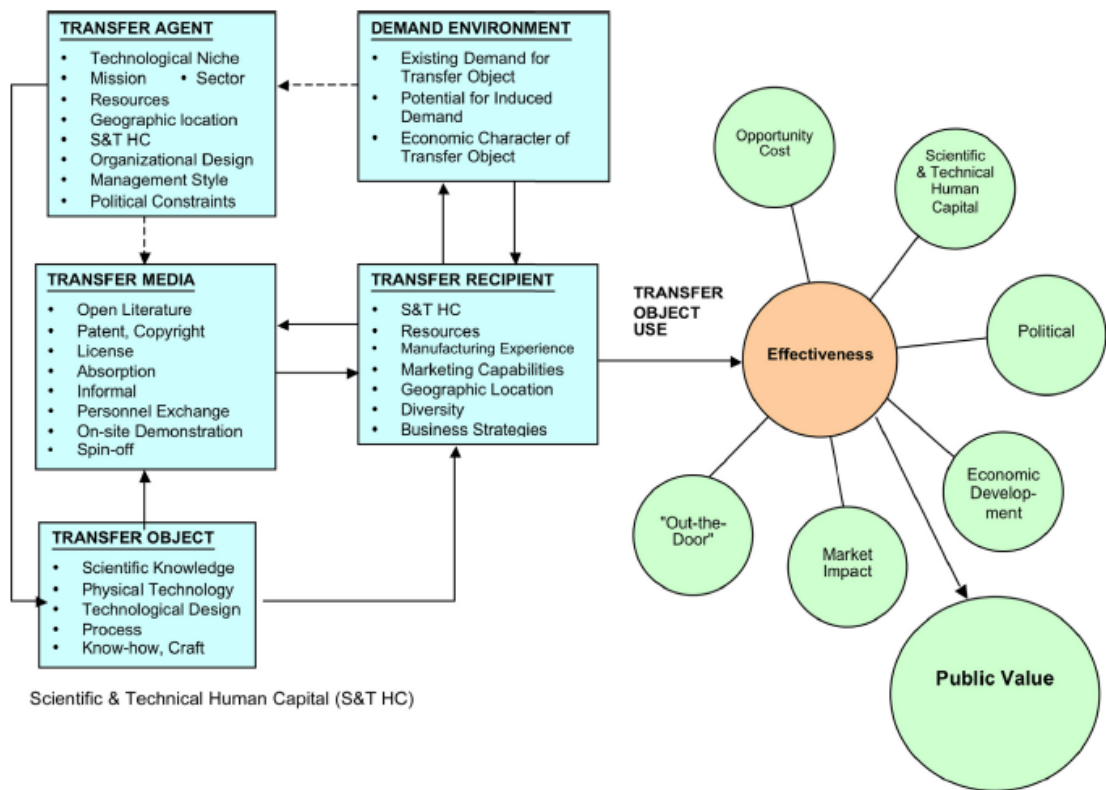 TRANSFER AGENT
• Technological Niche
• Mission • Sector
• Resources
• Geographic location
• S&T HC
• Organizational Design
• Management Style
• Political Constraints
DEMAND ENVIRONMENT
• Existing Demand for
Transfer Object
• Potential for Induced
Demand
• Economic Character of
Transfer Object
TRANSFER MEDIA
• Open Literature
• Patent, Copyright
• License
• Absorption
• Informal
• Personnel Exchange
• On-site Demonstration
• Spin-off
TRANSFER RECIPIENT
• S&T HC
• Resources
• Manufacturing Experience
• Marketing Capabilities
• Geographic Location
• Diversity
• Business Strategies
TRANSFER OBJECT
• Scientific Knowledge
• Physical Technology
• Technological Design
• Process
• Know-how, Craft
Scientific & Technical Human Capital (S&T HC)
TRANSFER
OBJECT
USE
Effectiveness
Opportunity
Cost
Scientific
& Technical
Human
Capital
Political
Economic
Develop-
ment
Market
Impact
"Out-the-
Door"
Public Value